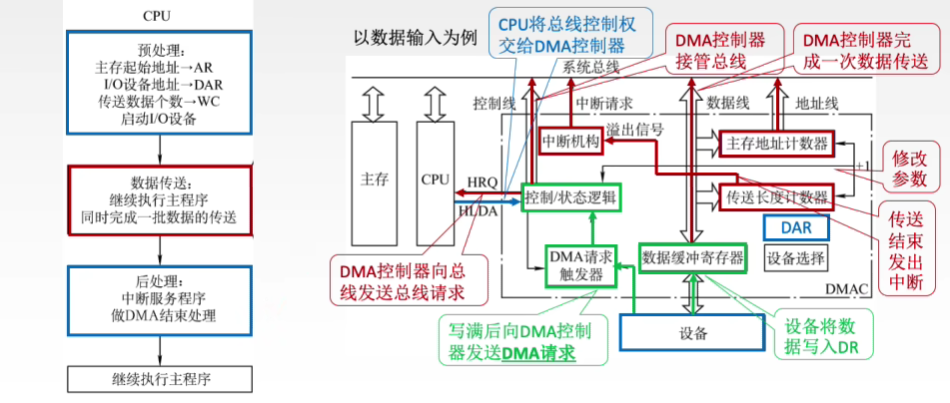 CPU
预处理:
主存起始地址→AR
I/O设备地址→DAR
传送数据个数→WC
启动I/O设备
数据传送:
继续执行主程序
同时完成一批数据的传送
后处理:
中断服务程序
做DMA结束处理
继续执行主程序
以数据输入为例
CPU将总线控制权
交给DMA控制器
DMA控制器
接管总线
DMA控制器完
成一次数据传送
系统总线
控制线
中断请求
数据线
地址线
主存
CPU
中断机构
溢出信号
主存地址计数器
+1
修改
参数
HRQ
HLDA
控制/状态逻辑
传送长度计数器
DAR
设备选择
传送
结束
发出
中断
DMA请求
触发器
数据缓冲寄存器
DMAC
DMA控制器向总
线发送总线请求
写满后向DMA控制
器发送DMA请求
设备
设备将数
据写入DR